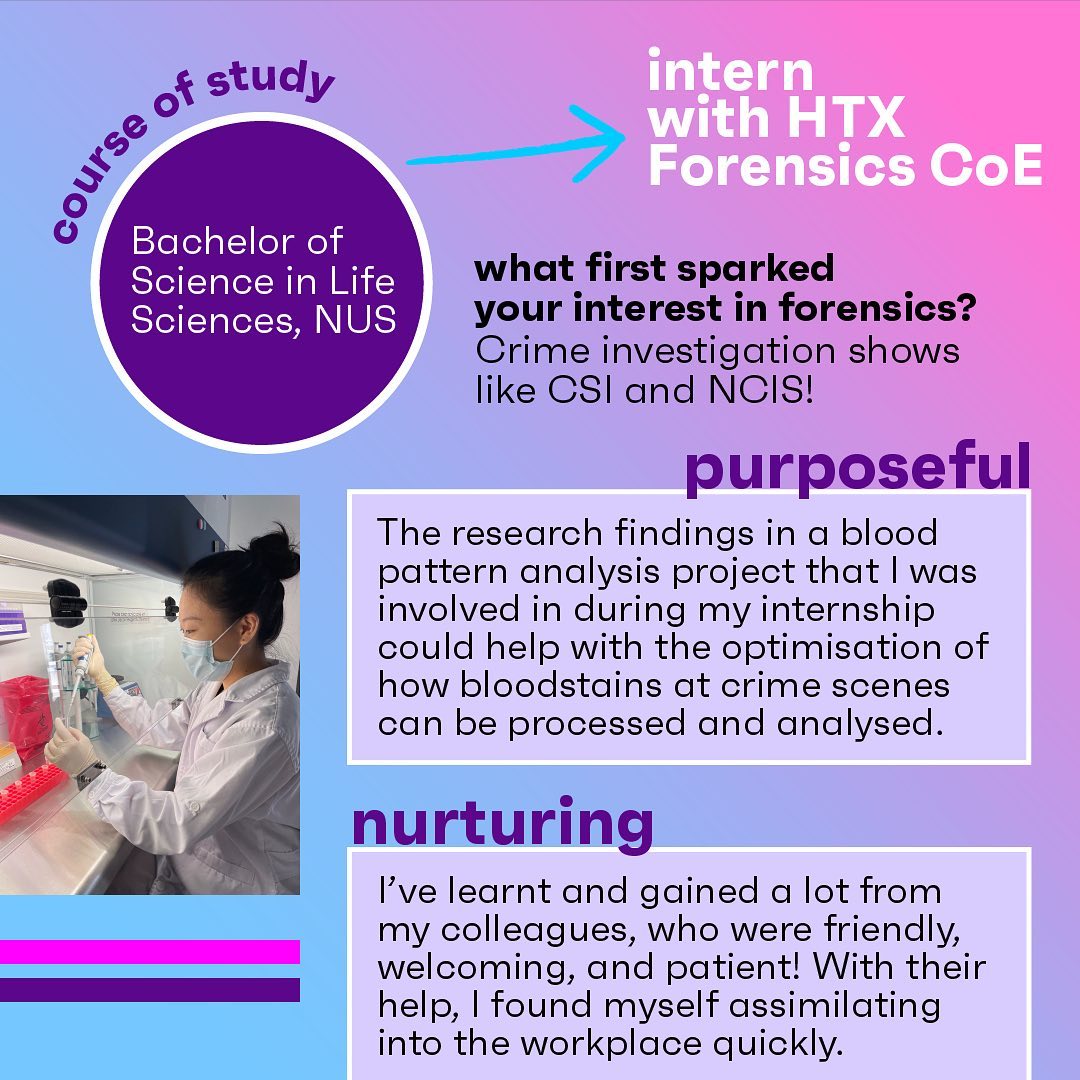 course of study
Bachelor of
Science in Life
Sciences, NUS
intern
with HTX
Forensics CoE
what first sparked
your interest in forensics?
Crime investigation shows
like CSI and NCIS!
purposeful
The research findings in a blood
pattern analysis project that I was
involved in during my internship
could help with the optimisation of
how bloodstains at crime scenes
can be processed and analysed.
nurturing
I’ve learnt and gained a lot from
my colleagues, who were friendly,
welcoming, and patient! With their
help, I found myself assimilating
into the workplace quickly.